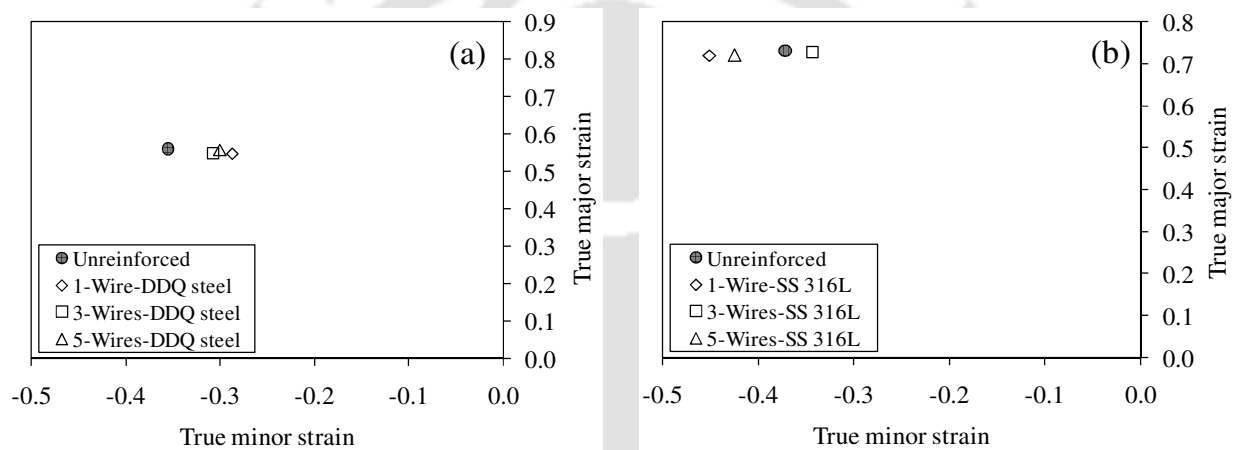 (a)
0.9
0.8
0.7
0.6
0.5
0.4
0.3
0.2
0.1
0.0
True major strain
Unreinforced
1-Wire-DDQ steel
3-Wires-DDQ steel
5-Wires-DDQ steel
-0.5 -0.4 -0.3 -0.2 -0.1 0.0
True minor strain
(b)
0.8
0.7
0.6
0.5
0.4
0.3
0.2
0.1
0.0
True major strain
Unreinforced
1-Wire-SS 316L
3-Wires-SS 316L
5-Wires-SS 316L
-0.5 -0.4 -0.3 -0.2 -0.1 0.0
True minor strain